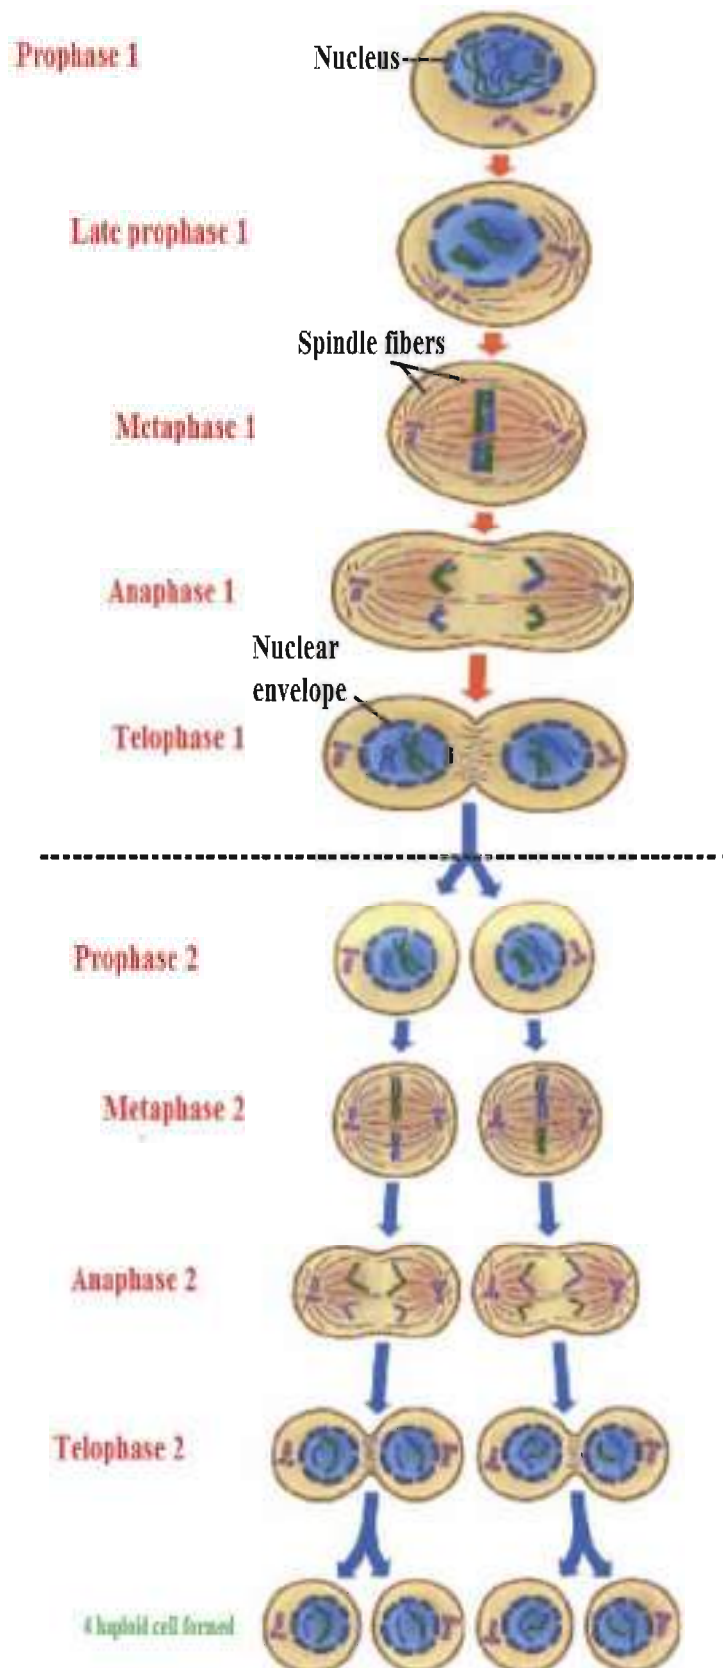 Prophase 1
Nucleus
Late prophase 1
Spindle fibers
Metaphase 1
Anaphase 1
Nuclear
envelope
Telophase 1
Prophase 2
Metaphase 2
Anaphase 2
Telophase 2
4 haploid cell formed